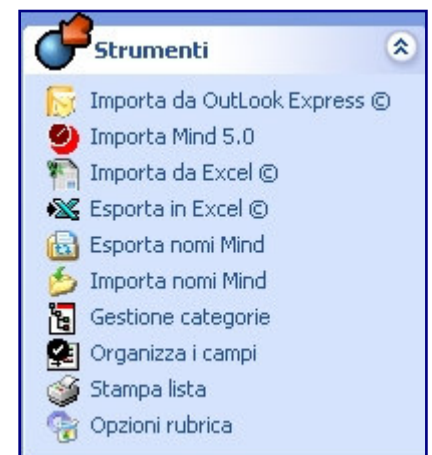 Strumenti
Importa da OutLook Express ©
Importa Mind 5.0
Importa da Excel ©
Esporta in Excel ©
Esporta nomi Mind
Importa nomi Mind
Gestione categorie
Organizza i campi
Stampa lista
Opzioni rubrica